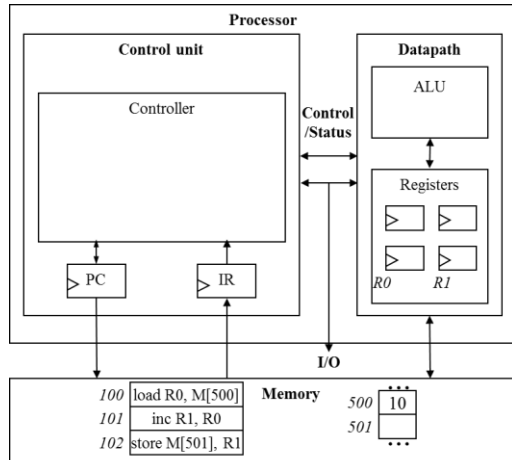 Processor
Control unit
Datapath
Controller
ALU
Control
/Status
Registers
R0 R1
PC
IR
I/O
Memory
100 load R0, M[500]
101 inc R1, R0
102 store M[501], R1
...
500 10
501
...